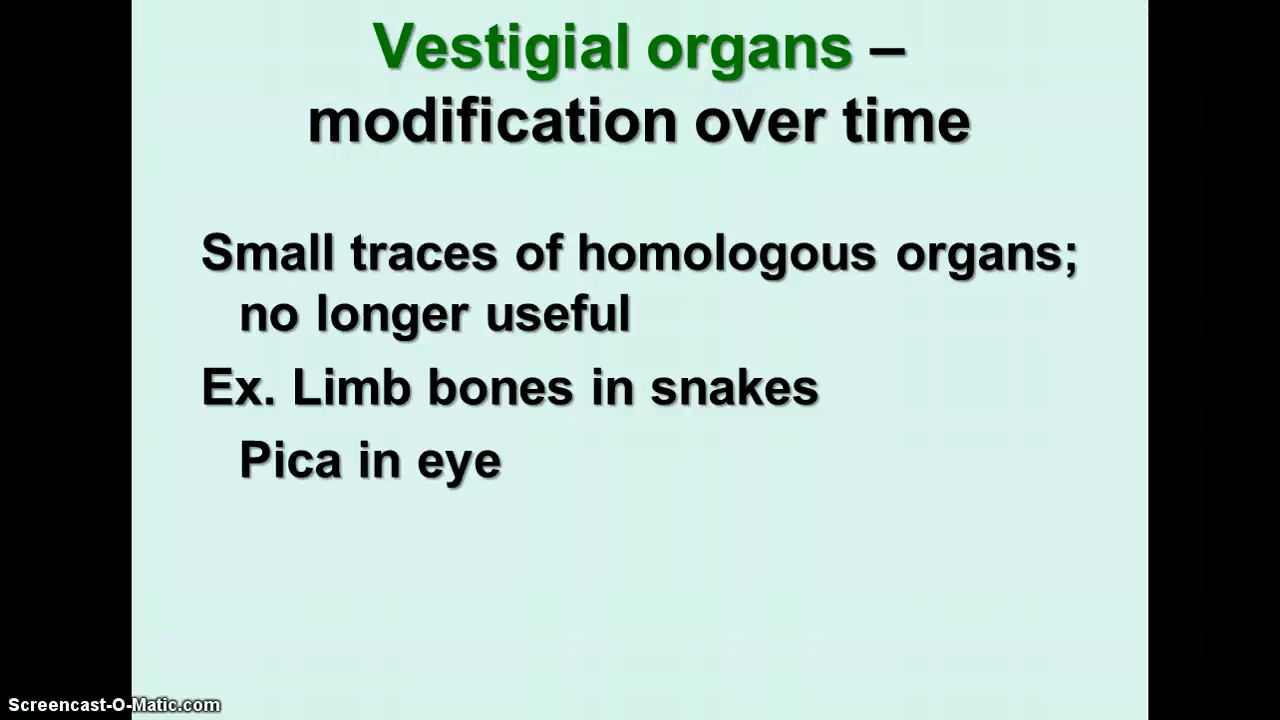 Vestigial organs –
modification over time
Small traces of homologous organs;
no longer useful
Ex. Limb bones in snakes
Pica in eye
Screencast-O-Matic.com